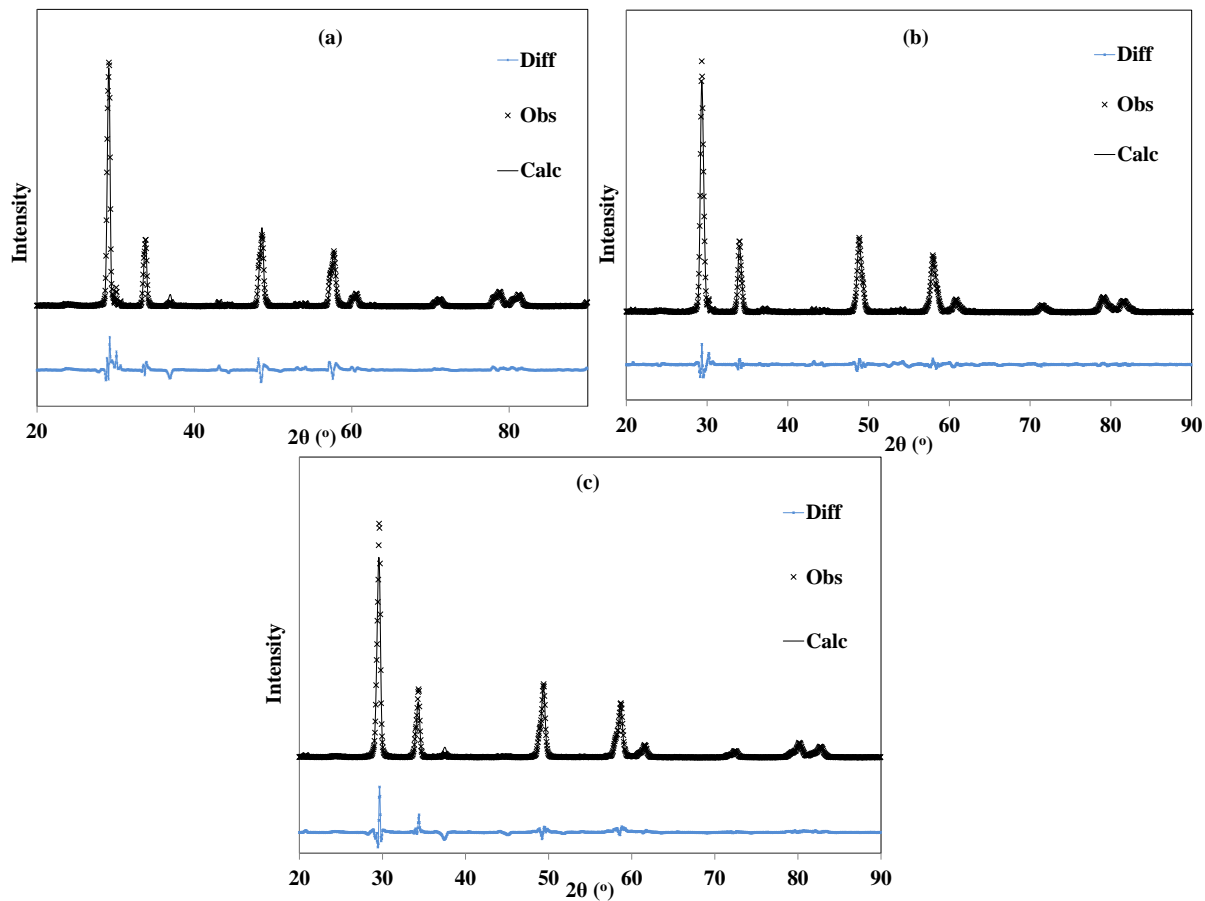 (a)
Diff
Obs
Calc
Intensity
20 40 60 80
2θ (°)
(b)
Diff
Obs
Calc
Intensity
20 30 40 50 60 70 80 90
2θ (°)
(c)
Diff
Obs
Calc
Intensity
20 30 40 50 60 70 80 90
2θ (°)